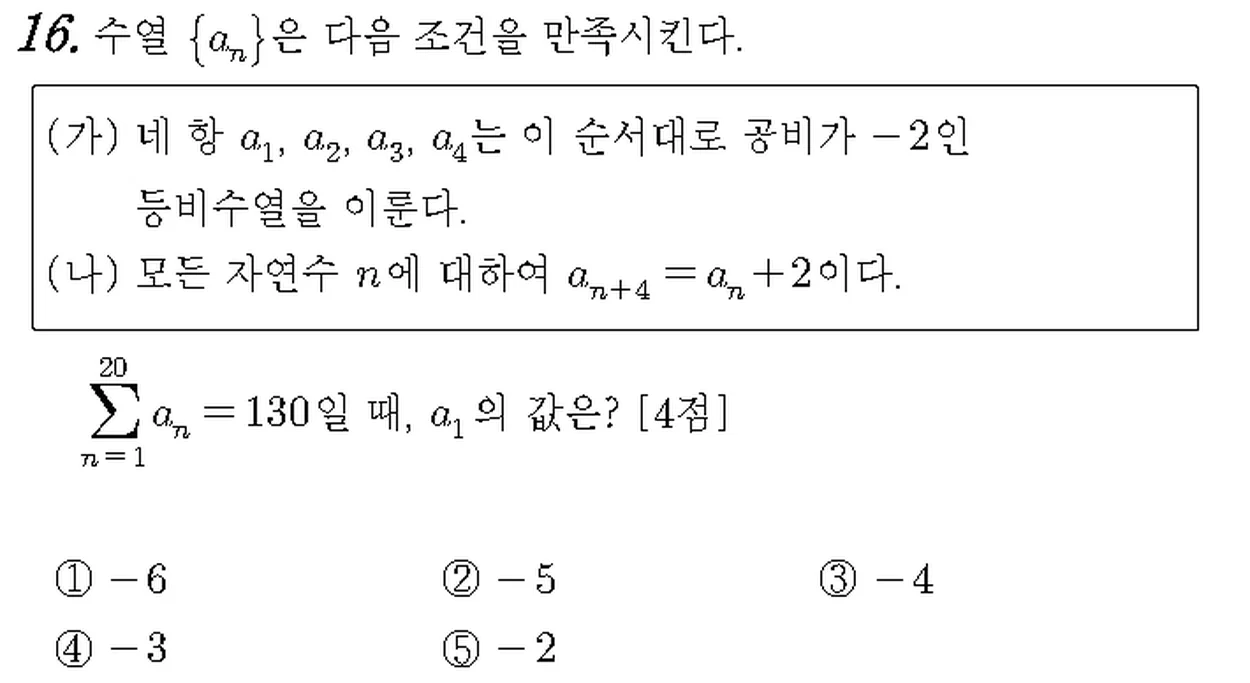 16. 수열 {aₙ}은 다음 조건을 만족시킨다.
(가) 네 항 a₁, a₂, a₃, a₄는 이 순서대로 공비가 −2인
등비수열을 이룬다.
(나) 모든 자연수 n에 대하여 aₙ₊₄ = aₙ + 2이다.
∑ₙ₌₁²⁰ aₙ = 130일 때, a₁의 값은? [4점]
① −6 ② −5 ③ −4
④ −3 ⑤ −2